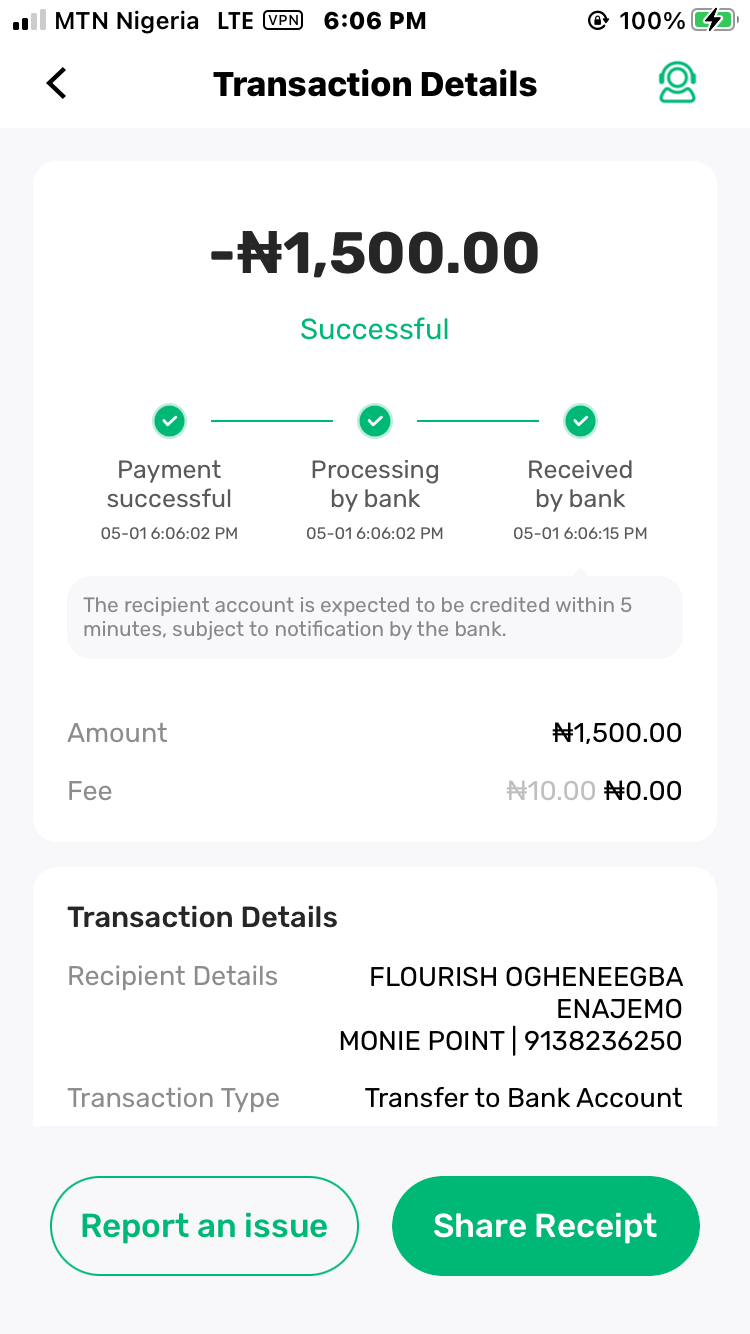 MTN Nigeria LTE VPN 6:06 PM 100%
Transaction Details
-₦1,500.00
Successful
Payment successful
05-01 6:06:02 PM
Processing by bank
05-01 6:06:02 PM
Received by bank
05-01 6:06:15 PM
The recipient account is expected to be credited within 5
minutes, subject to notification by the bank.
Amount ₦1,500.00
Fee ₦10.00 ₦0.00
Transaction Details
Recipient Details FLOURISH OGHENEEGBA
ENAJEMO
MONIE POINT | 9138236250
Transaction Type Transfer to Bank Account
Report an issue Share Receipt